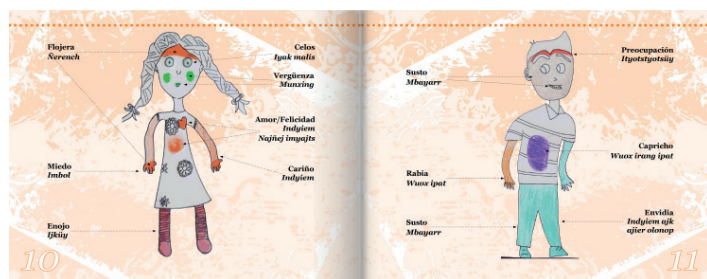 Flojera
Ñerench
Celos
Iyak malis
Vergüenza
Munxing
Amor/Felicidad
Indyiem
Najñej imyajts
Miedo
Imbol
Cariño
Indyiem
Enojo
Ijküy
10
Preocupación
Ityotstyotsüy
Susto
Mbayarr
Capricho
Wuox irang ipat
Rabia
Wuox ipat
Susto
Mbayarr
Envidia
Indyiem ajk
ajier olonop
11